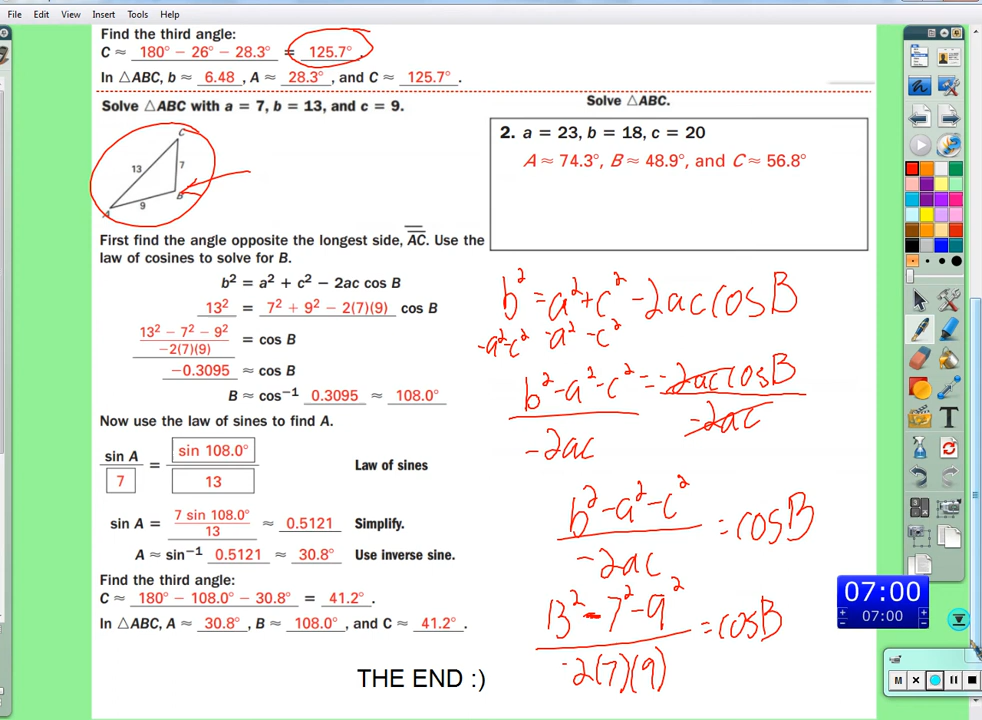 File Edit View Insert Tools Help
Find the third angle:
C ≈ 180° − 26° − 28.3° = 125.7°.
In △ABC, b ≈ 6.48, A ≈ 28.3°, and C ≈ 125.7°.
Solve △ABC with a = 7, b = 13, and c = 9.
C
13
7
B
9
A
First find the angle opposite the longest side, AC. Use the
law of cosines to solve for B.
b² = a² + c² − 2ac cos B
13² = 7² + 9² − 2(7)(9) cos B
13² − 7² − 9²
−2(7)(9)
= cos B
−0.3095 ≈ cos B
B ≈ cos⁻¹ 0.3095 ≈ 108.0°
Now use the law of sines to find A.
sin A = sin 108.0°
7 13
Law of sines
sin A = 7 sin 108.0°
13
≈ 0.5121 Simplify.
A ≈ sin⁻¹ 0.5121 ≈ 30.8° Use inverse sine.
Find the third angle:
C ≈ 180° − 108.0° − 30.8° = 41.2°.
In △ABC, A ≈ 30.8°, B ≈ 108.0°, and C ≈ 41.2°.
THE END :)
Solve △ABC.
2. a = 23, b = 18, c = 20
A ≈ 74.3°, B ≈ 48.9°, and C ≈ 56.8°
b² = a² + c² − 2ac cos B
−a² −c² −a² −c²
b² − a² − c² = −2ac cos B
−2ac −2ac
b² − a² − c² = cos B
−2ac
13² − 7² − 9² = cos B
−2(7)(9)
T
07:00
07:00
M